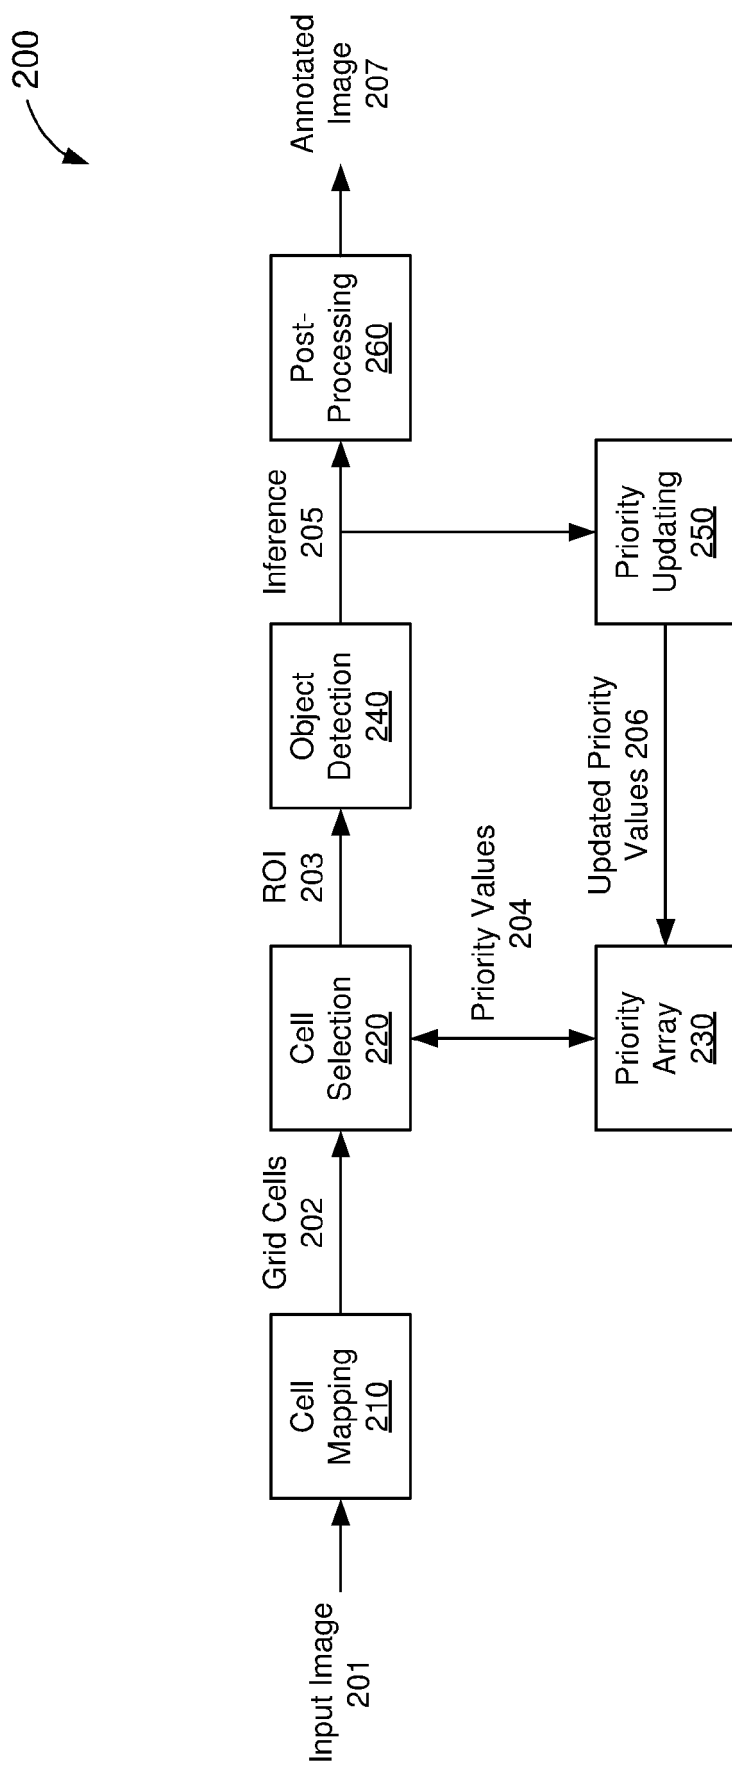 200
Input Image
201
Cell
Mapping
210
Grid Cells
202
Cell
Selection
220
ROI
203
Object
Detection
240
Inference
205
Post-
Processing
260
Annotated
Image
207
Priority Values
204
Priority
Array
230
Updated Priority
Values 206
Priority
Updating
250